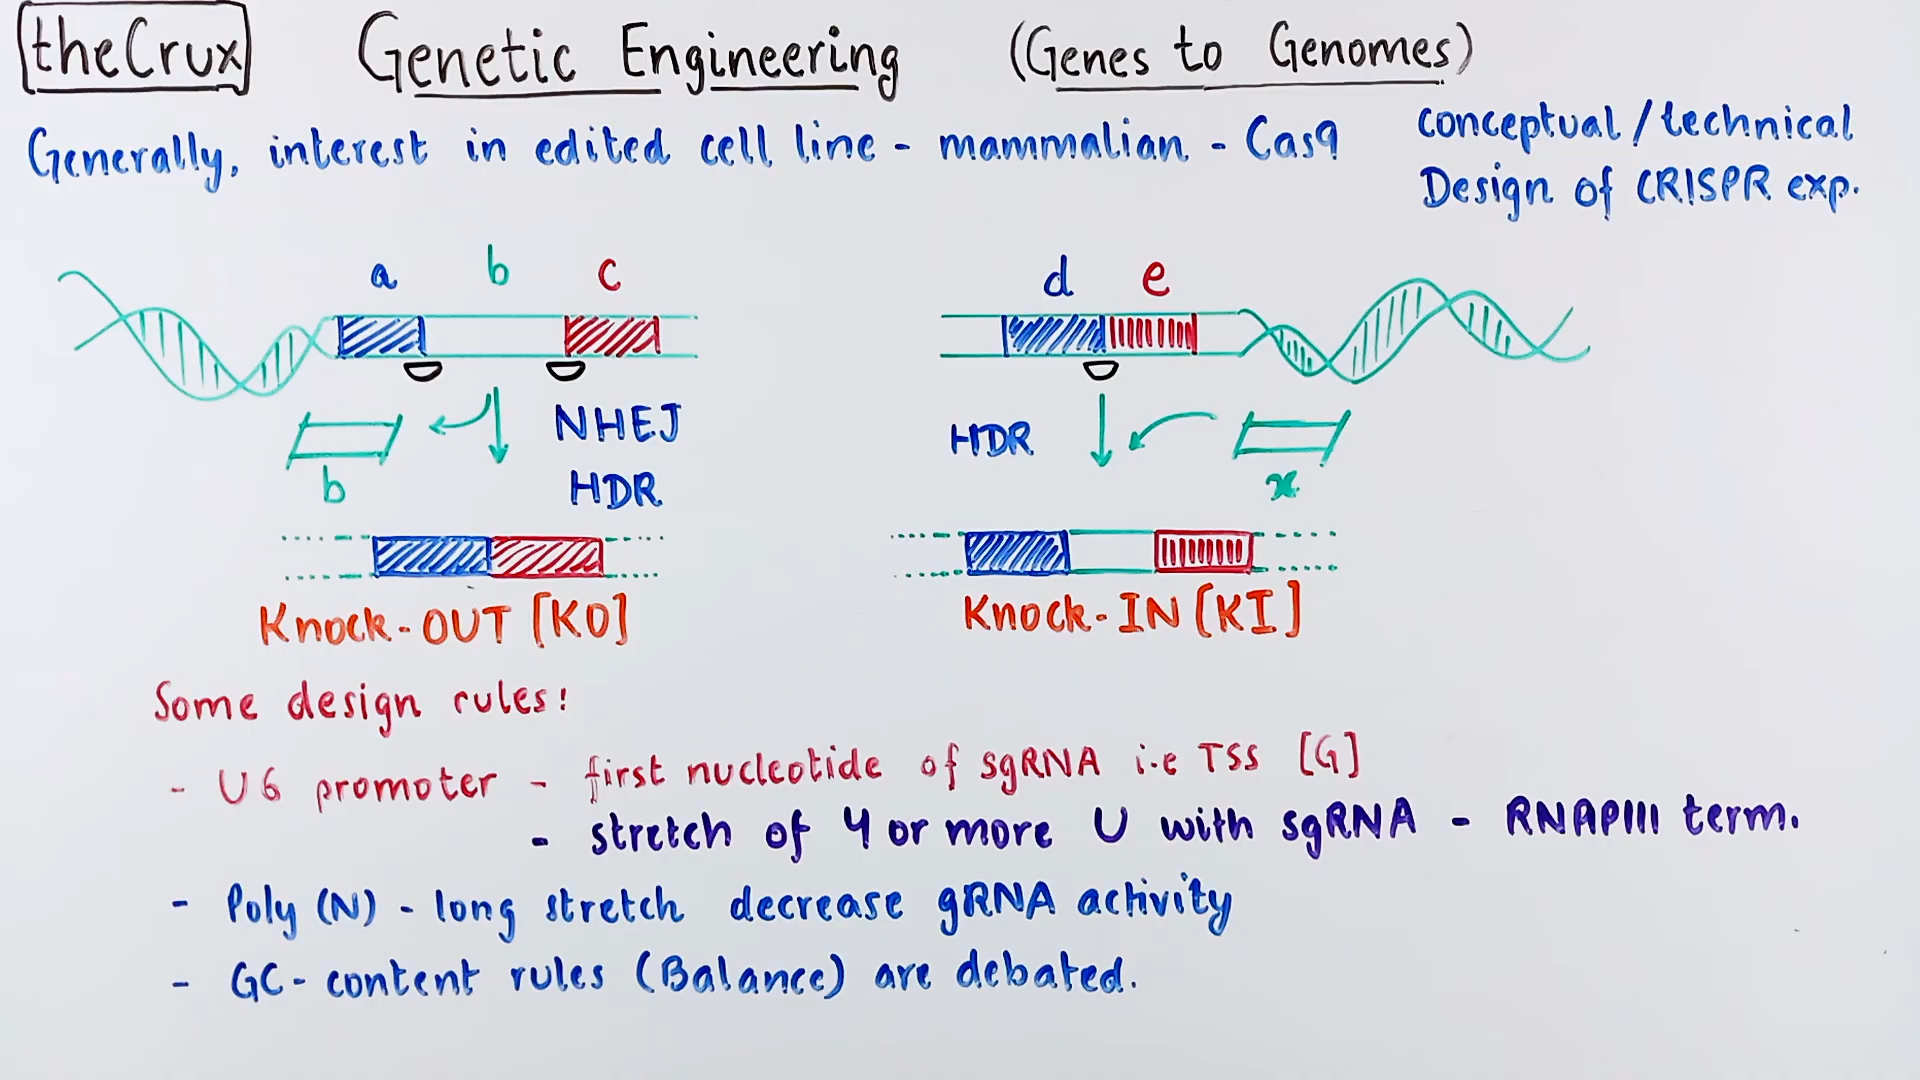 theCrux Genetic Engineering (Genes to Genomes)
Generally, interest in edited cell line - mammalian - Cas9
conceptual / technical
Design of CRISPR exp.
a b c
NHEJ
HDR
b
Knock-OUT [KO]
d e
HDR
x
Knock-IN [KI]
Some design rules:
- U6 promoter - first nucleotide of sgRNA i.e TSS [G]
- stretch of 4 or more U with sgRNA - RNAPIII term.
- Poly (N) - long stretch decrease gRNA activity
- GC- content rules (Balance) are debated.